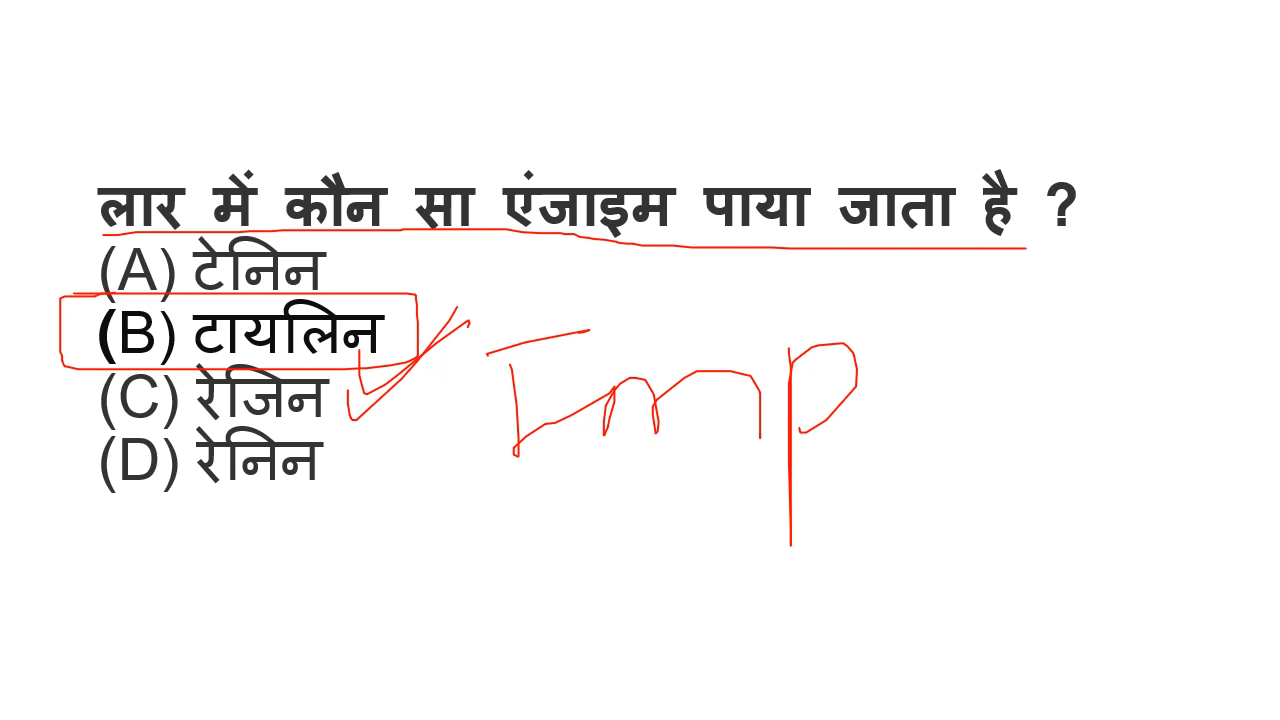 लार में कौन सा एंजाइम पाया जाता है ?
(A) टेनिन
(B) टायलिन
(C) रेजिन
(D) रेनिन
Imp